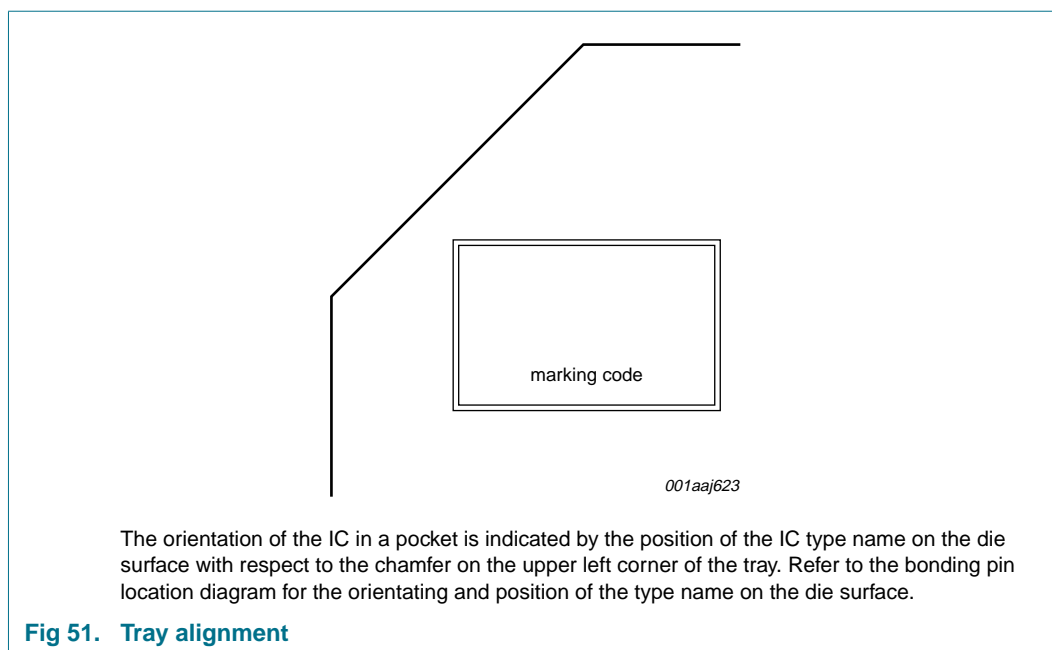 marking code
001aaj623
The orientation of the IC in a pocket is indicated by the position of the IC type name on the die
surface with respect to the chamfer on the upper left corner of the tray. Refer to the bonding pin
location diagram for the orientating and position of the type name on the die surface.
Fig 51. Tray alignment